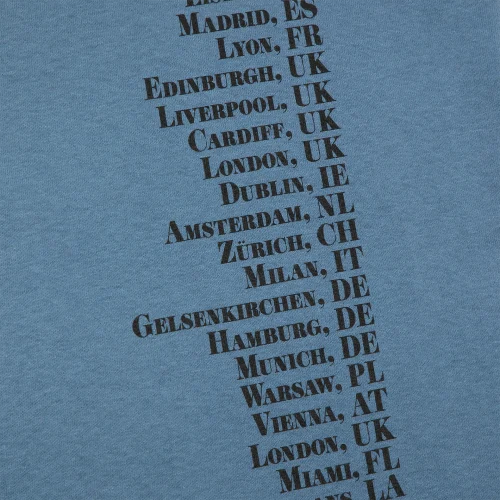 Madrid, ES
Lyon, FR
Edinburgh, UK
Liverpool, UK
Cardiff, UK
London, UK
Dublin, IE
Amsterdam, NL
Zürich, CH
Milan, IT
Gelsenkirchen, DE
Hamburg, DE
Munich, DE
Warsaw, PL
Vienna, AT
London, UK
Miami, FL
LA